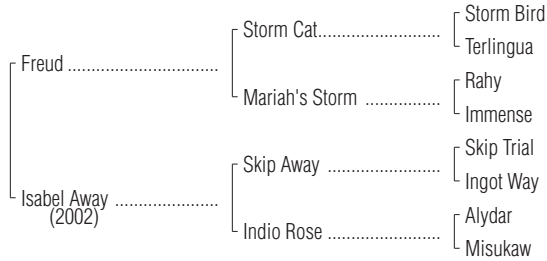 Storm Bird
Storm Cat..........................
Terlingua
Freud ................................
Rahy
Mariah's Storm ................
Immense
Skip Trial
Skip Away ........................
Ingot Way
Isabel Away ......................
(2002)
Alydar
Indio Rose ........................
Misukaw